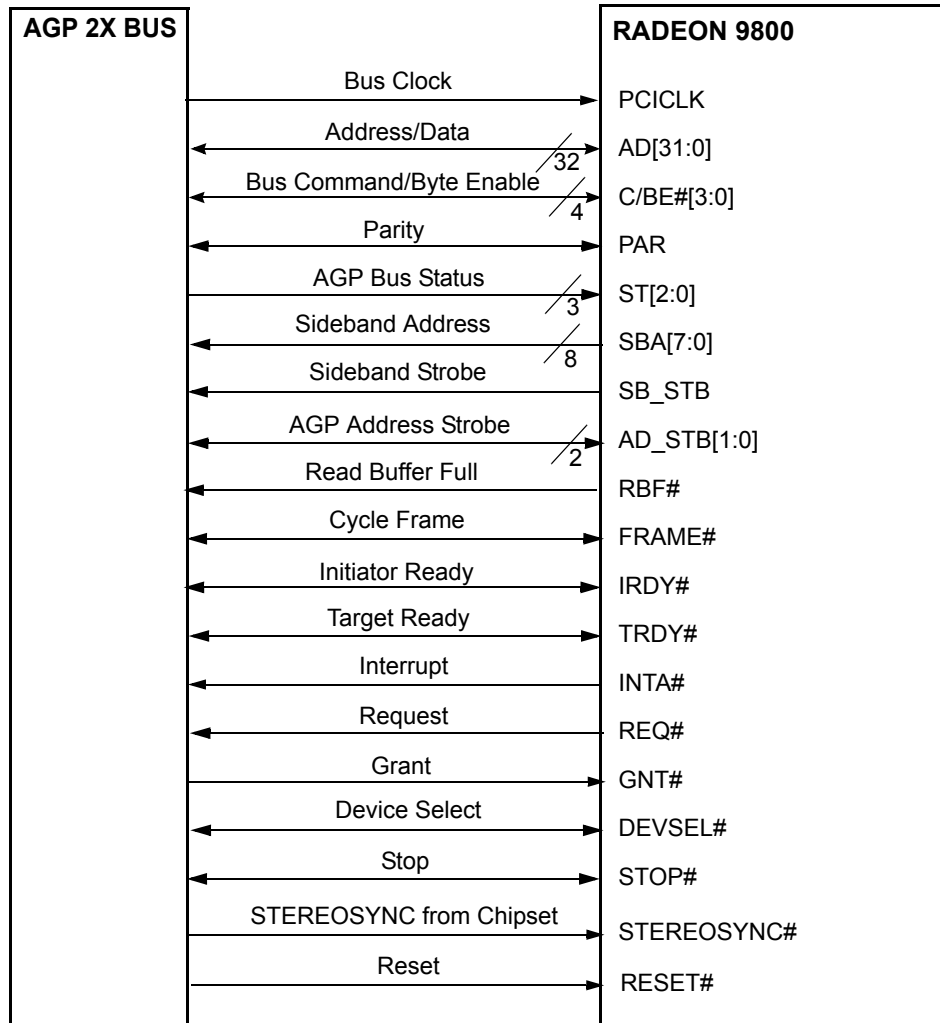 AGP 2X BUS
RADEON 9800
Bus Clock
PCICLK
Address/Data
32
AD[31:0]
Bus Command/Byte Enable
4
C/BE#[3:0]
Parity
PAR
AGP Bus Status
3
ST[2:0]
Sideband Address
8
SBA[7:0]
Sideband Strobe
SB_STB
AGP Address Strobe
2
AD_STB[1:0]
Read Buffer Full
RBF#
Cycle Frame
FRAME#
Initiator Ready
IRDY#
Target Ready
TRDY#
Interrupt
INTA#
Request
REQ#
Grant
GNT#
Device Select
DEVSEL#
Stop
STOP#
STEREOSYNC from Chipset
STEREOSYNC#
Reset
RESET#